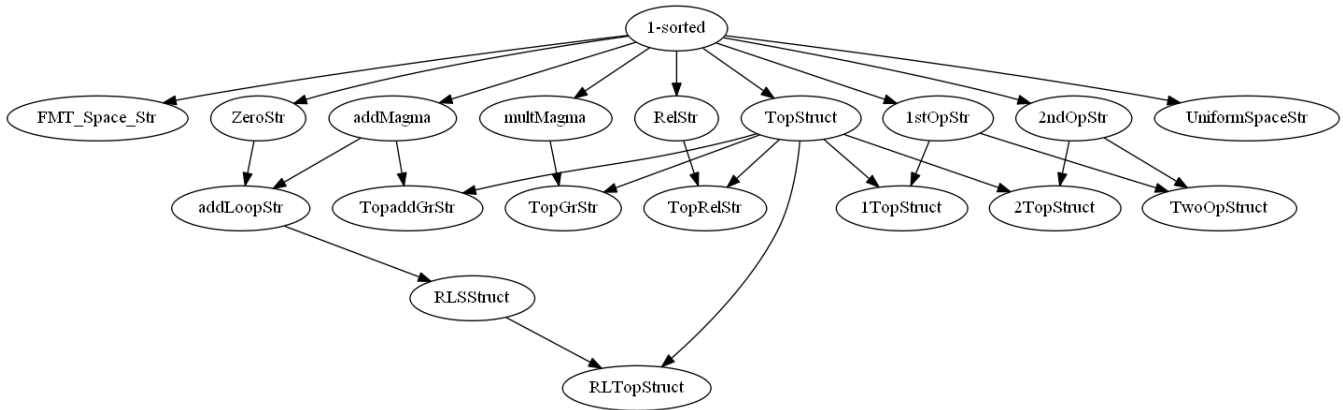 1-sorted
FMT_Space_Str
ZeroStr
addMagma
multMagma
RelStr
TopStruct
1stOpStr
2ndOpStr
UniformSpaceStr
addLoopStr
TopaddGrStr
TopGrStr
TopRelStr
1TopStruct
2TopStruct
TwoOpStruct
RLSStruct
RLTopStruct